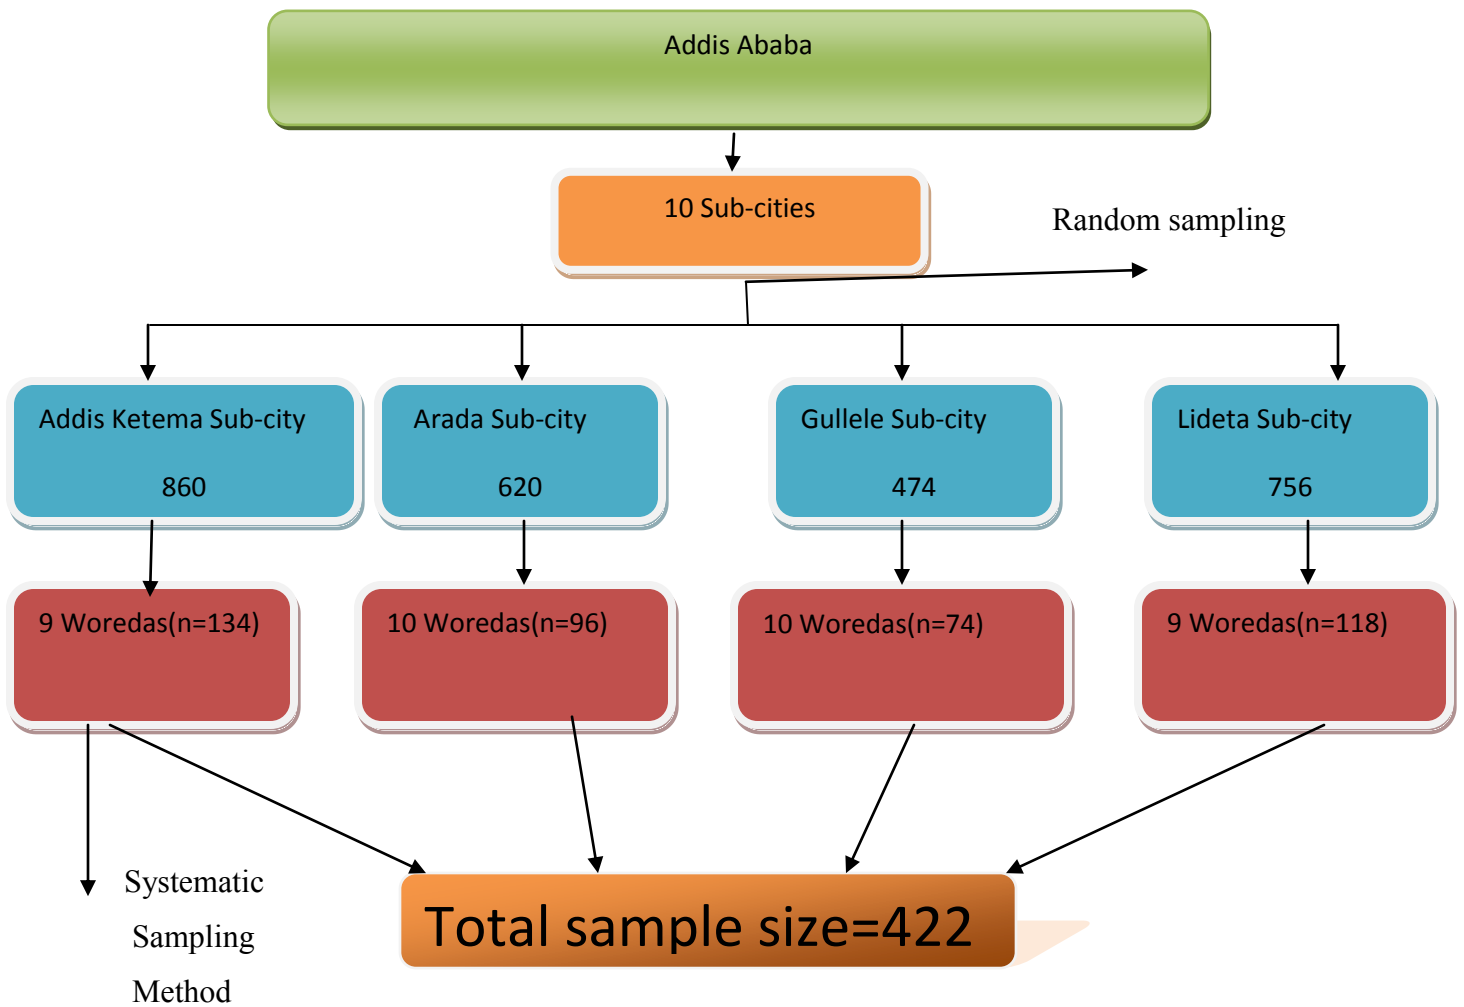 Addis Ababa
10 Sub-cities
Random sampling
Addis Ketema Sub-city
860
Arada Sub-city
620
Gullele Sub-city
474
Lideta Sub-city
756
9 Woredas(n=134)
10 Woredas(n=96)
10 Woredas(n=74)
9 Woredas(n=118)
Systematic
Sampling
Method
Total sample size=422